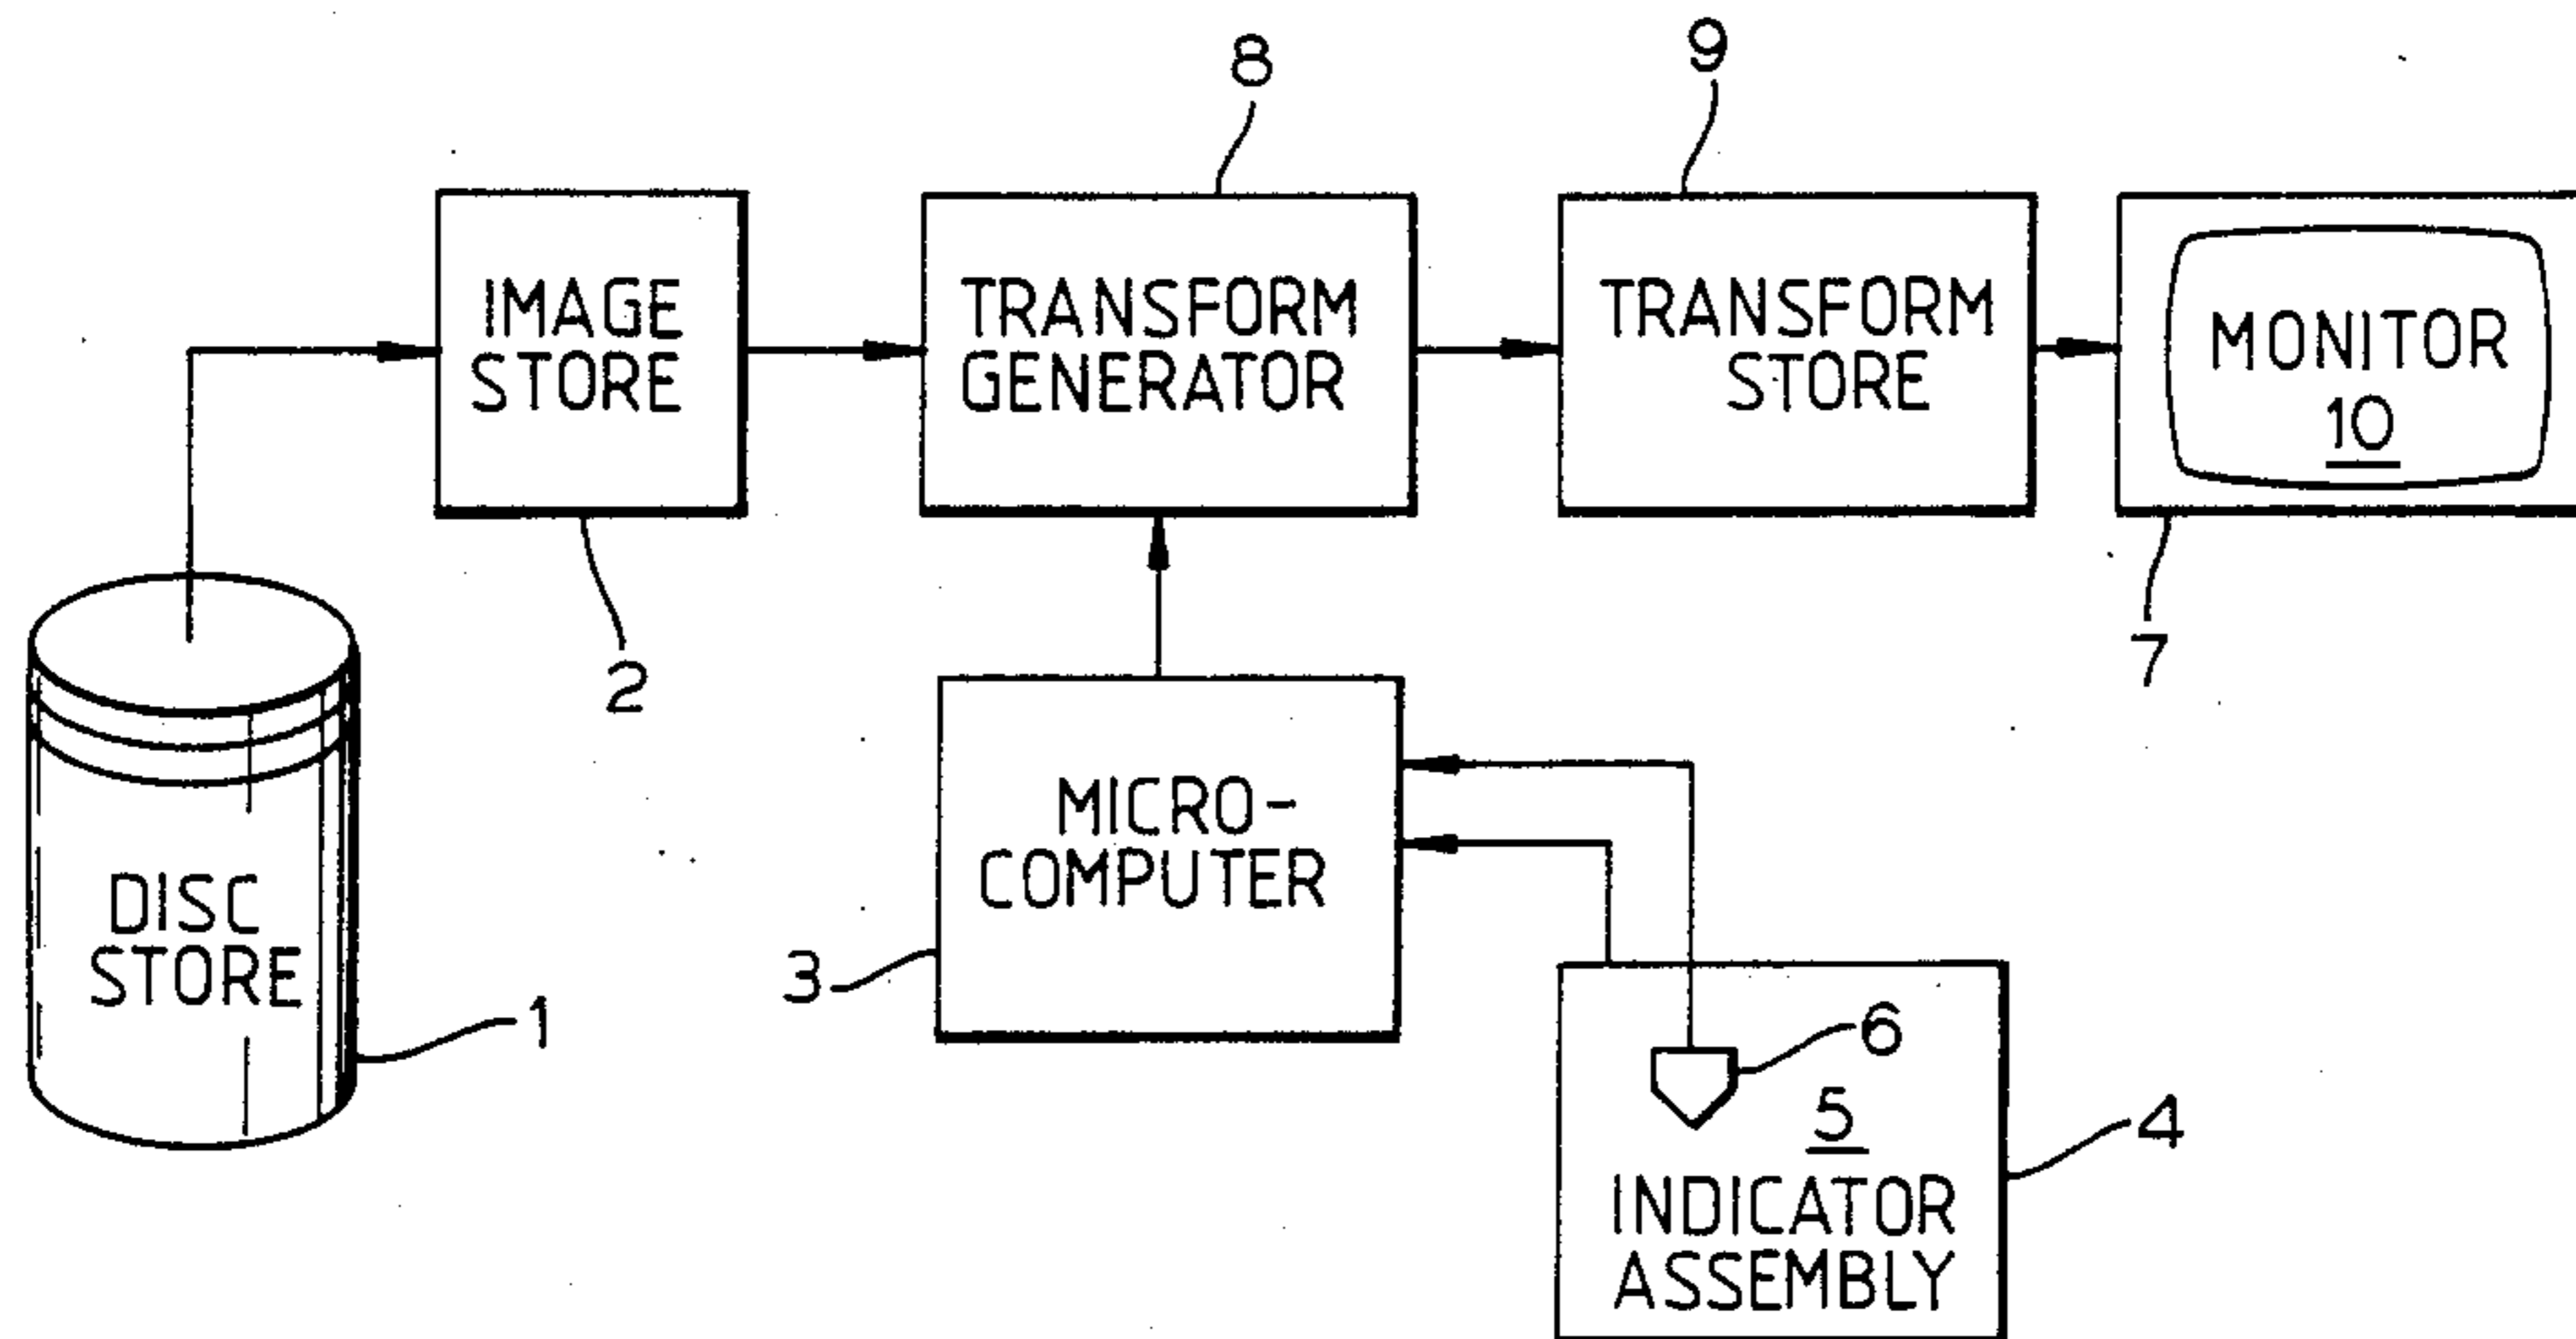 8
9
IMAGE
STORE
TRANSFORM
GENERATOR
TRANSFORM
STORE
MONITOR
10
2
7
MICRO-
COMPUTER
DISC
STORE
3
1
6
5
4
INDICATOR
ASSEMBLY